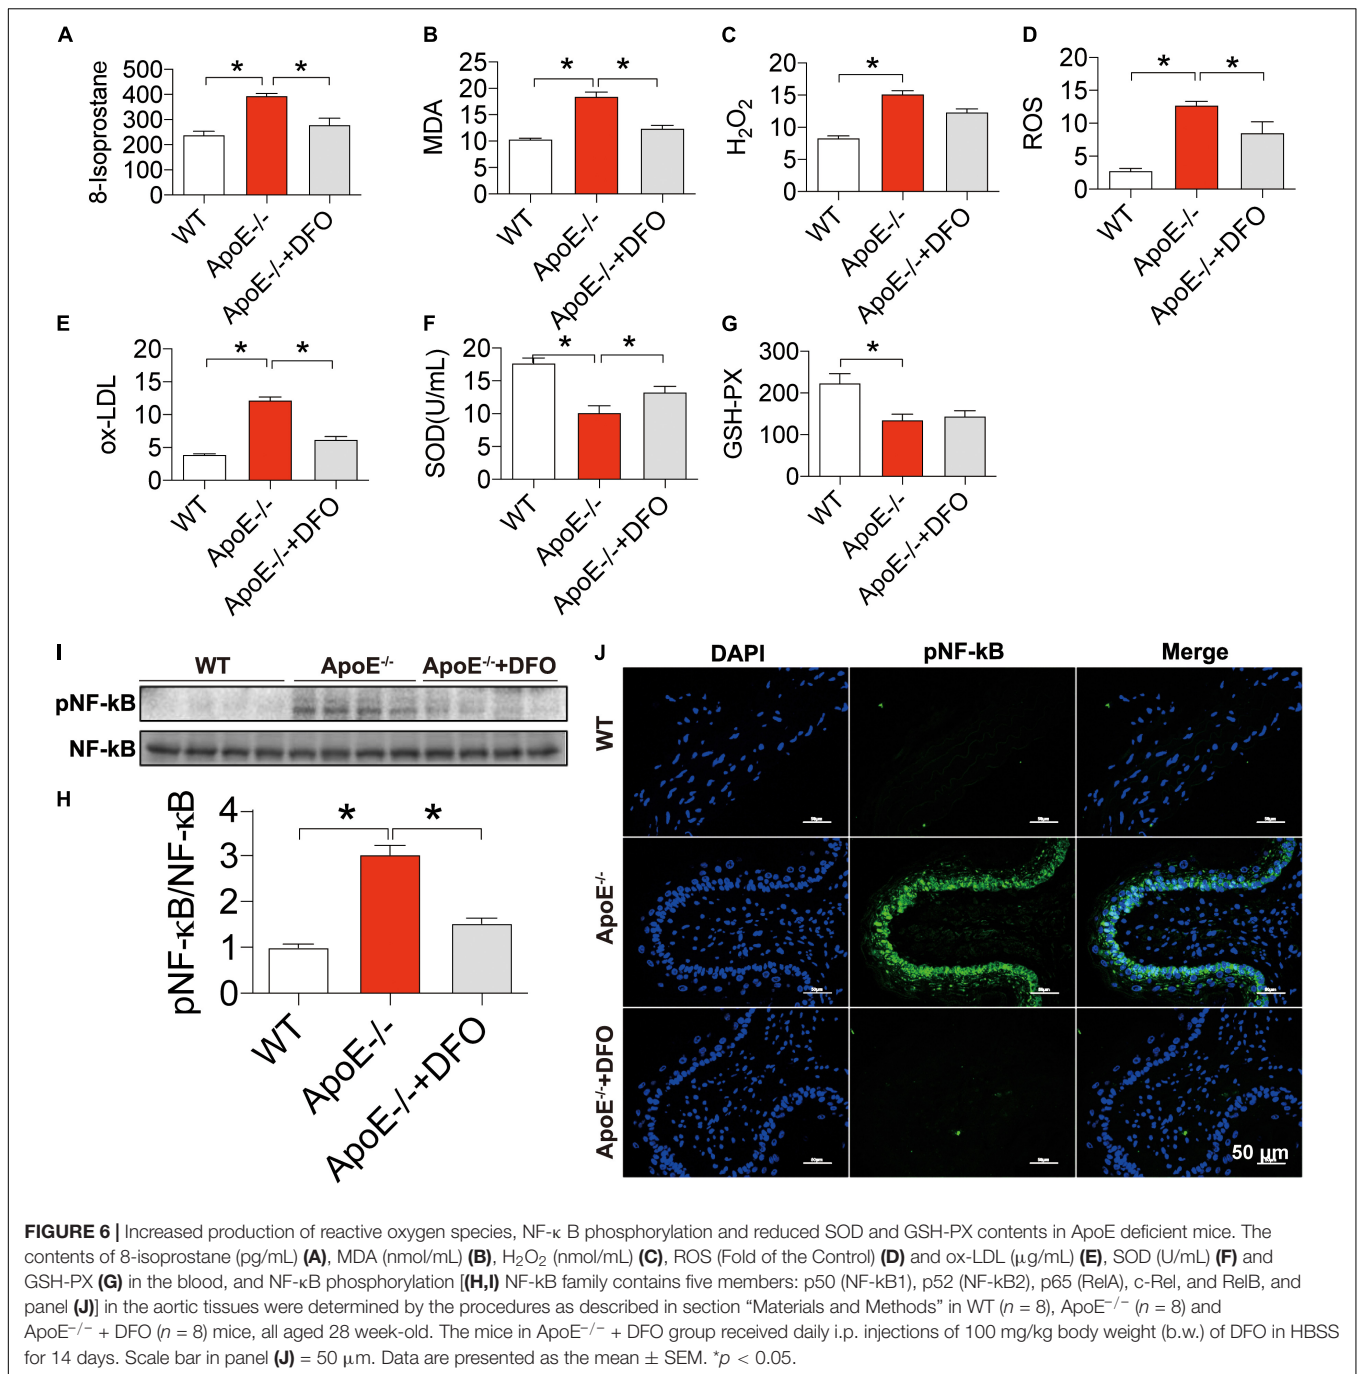 A
8-Isoprostane
500
400
300
200
100
0
*
*
WT
ApoE-/-
ApoE-/-+DFO
B
MDA
25
20
15
10
5
0
*
*
WT
ApoE-/-
ApoE-/-+DFO
C
H2O2
20
15
10
5
0
*
WT
ApoE-/-
ApoE-/-+DFO
D
ROS
20
15
10
5
0
*
*
WT
ApoE-/-
ApoE-/-+DFO
E
ox-LDL
20
15
10
5
0
*
*
WT
ApoE-/-
ApoE-/-+DFO
F
SOD(U/mL)
20
15
10
5
0
*
*
WT
ApoE-/-
ApoE-/-+DFO
G
GSH-PX
300
200
100
0
*
WT
ApoE-/-
ApoE-/-+DFO
I
WT
ApoE-/-
ApoE-/-+DFO
pNF-kB
NF-kB
H
pNF-κB/NF-κB
4
3
2
1
0
*
*
WT
ApoE-/-
ApoE-/-+DFO
J
DAPI
pNF-kB
Merge
WT
50μm
50μm
50μm
ApoE-/-
50μm
50μm
50μm
ApoE-/-+DFO
50μm
50μm
50 μm
FIGURE 6 | Increased production of reactive oxygen species, NF-κ B phosphorylation and reduced SOD and GSH-PX contents in ApoE deficient mice. The
contents of 8-isoprostane (pg/mL) (A), MDA (nmol/mL) (B), H2O2 (nmol/mL) (C), ROS (Fold of the Control) (D) and ox-LDL (μg/mL) (E), SOD (U/mL) (F) and
GSH-PX (G) in the blood, and NF-κB phosphorylation [(H,I) NF-kB family contains five members: p50 (NF-kB1), p52 (NF-kB2), p65 (RelA), c-Rel, and RelB, and
panel (J)] in the aortic tissues were determined by the procedures as described in section “Materials and Methods” in WT (n = 8), ApoE−/− (n = 8) and
ApoE−/− + DFO (n = 8) mice, all aged 28 week-old. The mice in ApoE−/− + DFO group received daily i.p. injections of 100 mg/kg body weight (b.w.) of DFO in HBSS
for 14 days. Scale bar in panel (J) = 50 μm. Data are presented as the mean ± SEM. *p < 0.05.